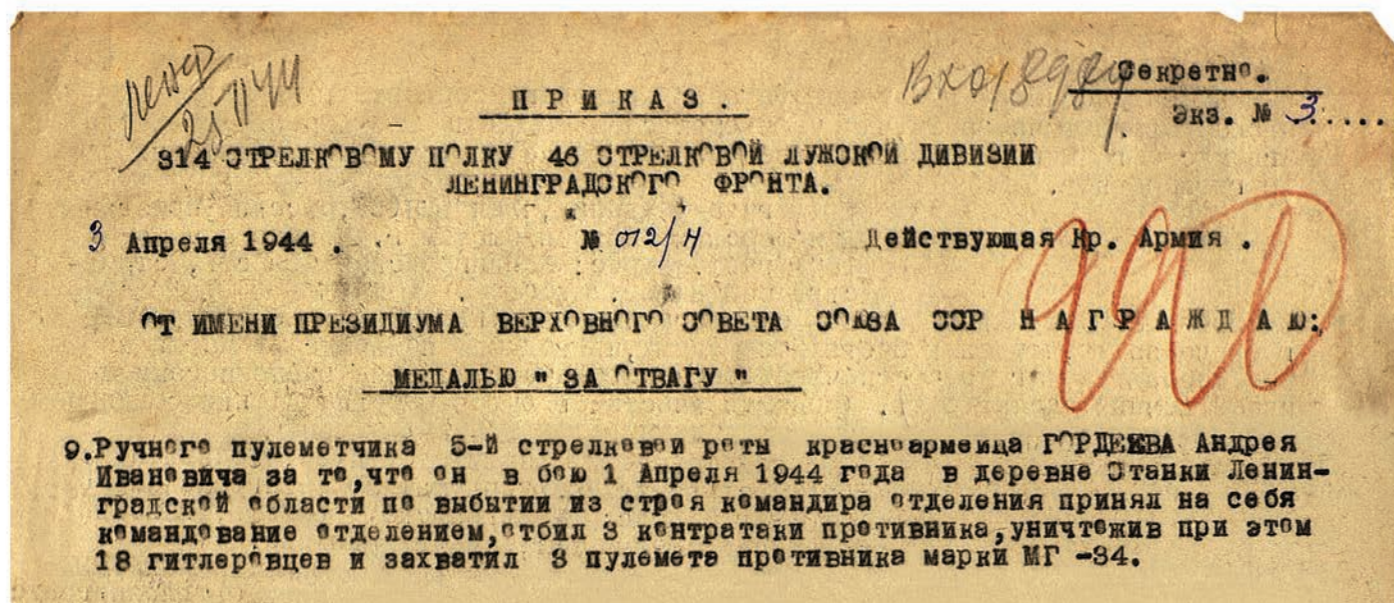 Секретно.
П Р И К А З .
Экз. № 3.....
314 СТРЕЛКОВОМУ ПОЛКУ 46 СТРЕЛКОВОЙ ЛУЖСКОЙ ДИВИЗИИ
ЛЕНИНГРАДСКОГО ФРОНТА.
3 Апреля 1944 . № 012/Н Действующая Кр. Армия .
ОТ ИМЕНИ ПРЕЗИДИУМА ВЕРХОВНОГО СОВЕТА СОЮЗА ССР Н А Г Р А Ж Д А Ю:
МЕДАЛЬЮ " ЗА ОТВАГУ "
9.Ручного пулеметчика 5-й стрелковой роты красноармейца ГОРДЕЕВА Андрея
Ивановича за то,что он в бою 1 Апреля 1944 года в деревне Станки Ленин-
градской области по выбытии из строя командира отделения принял на себя
командование отделением,отбил 3 контратаки противника,уничтожив при этом
18 гитлеровцев и захватил 3 пулемета противника марки МГ -34.